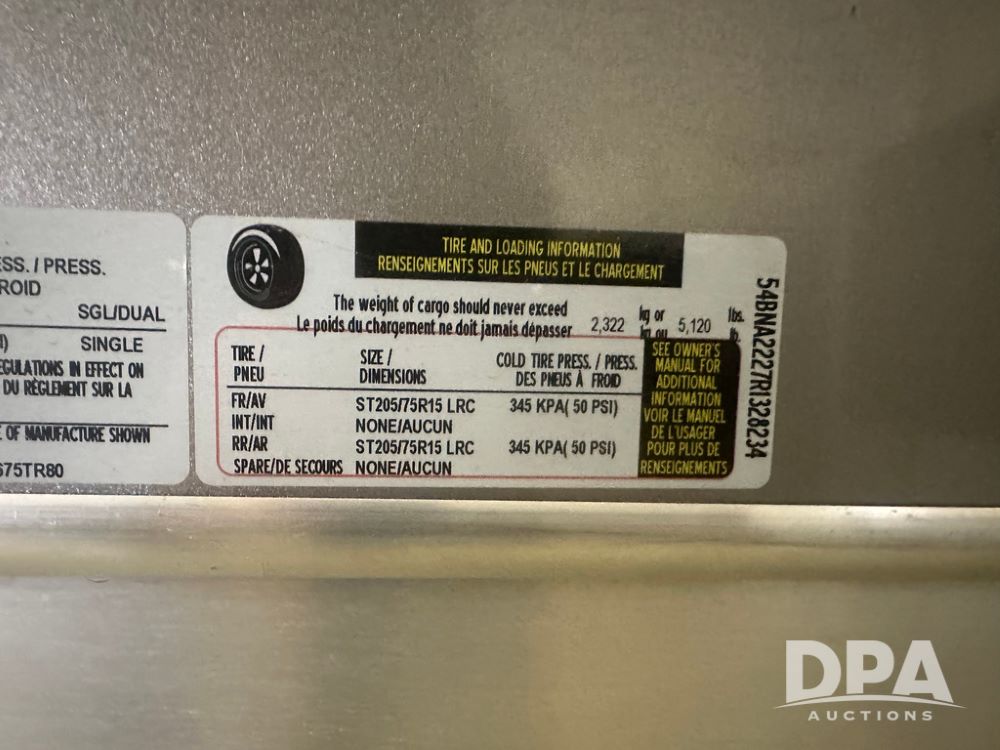 ESS. / PRESS.
ROID
SGL/DUAL
SINGLE
EGULATIONS IN EFFECT ON
DU RÈGLEMENT SUR LA
E OF MANUFACTURE SHOWN
675TR80
TIRE AND LOADING INFORMATION
RENSEIGNEMENTS SUR LES PNEUS ET LE CHARGEMENT
The weight of cargo should never exceed
Le poids du chargement ne doit jamais dépasser
2,322
kg or
kg ou
5,120
lbs.
lb.
TIRE /
PNEU
SIZE /
DIMENSIONS
COLD TIRE PRESS. / PRESS.
DES PNEUS À FROID
FR/AV ST205/75R15 LRC 345 KPA( 50 PSI)
INT/INT NONE/AUCUN
RR/AR ST205/75R15 LRC 345 KPA( 50 PSI)
SPARE/DE SECOURS NONE/AUCUN
SEE OWNER'S
MANUAL FOR
ADDITIONAL
INFORMATION
VOIR LE MANUEL
DE L'USAGER
POUR PLUS DE
RENSEIGNEMENTS
54BNA2227TRI328234
DPA
AUCTIONS